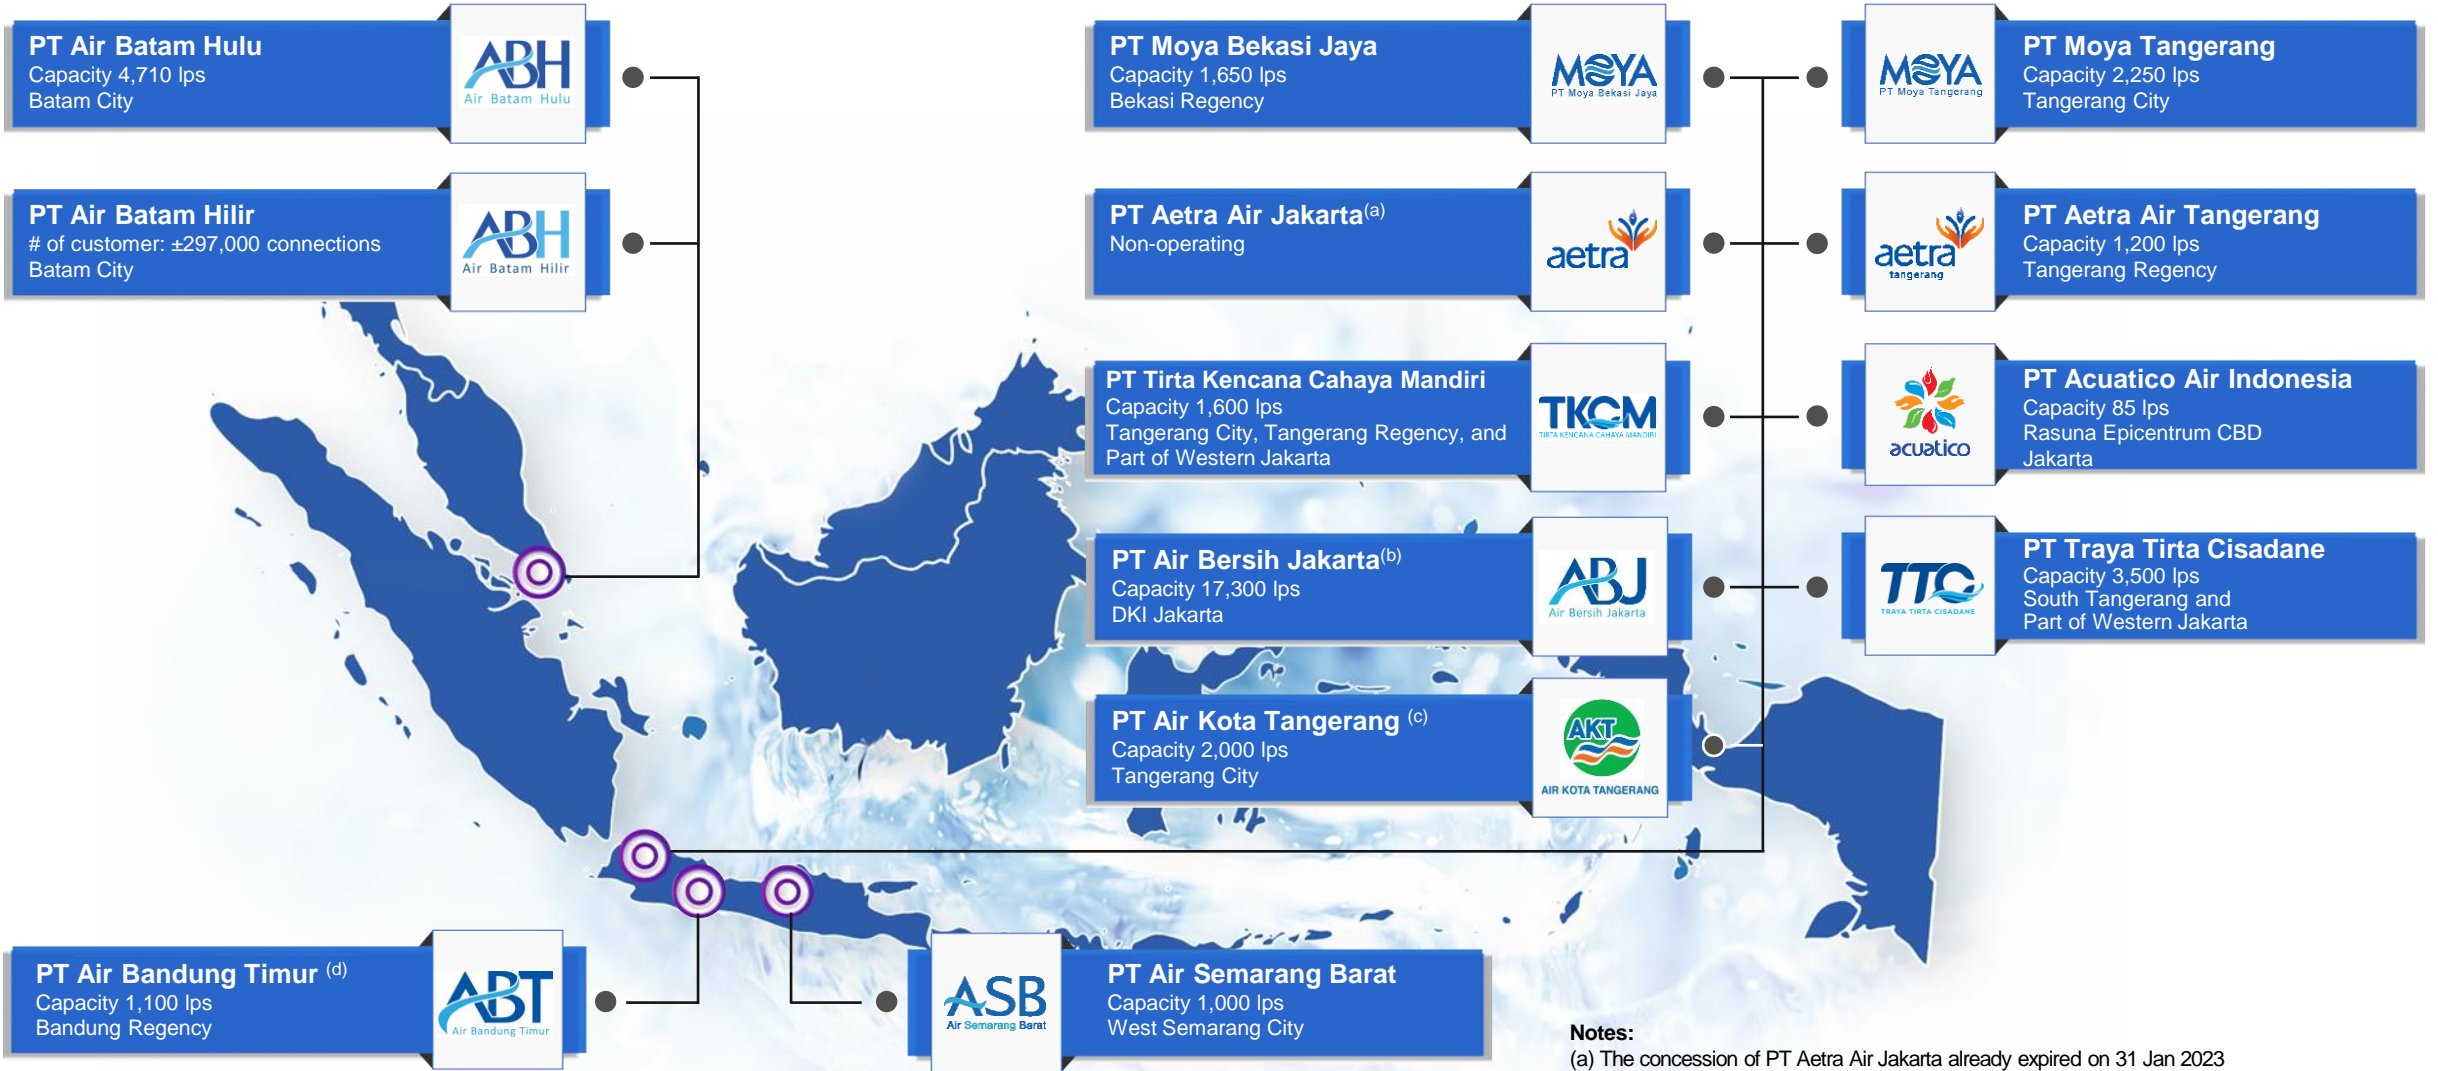 PT Air Batam Hulu
Capacity 4,710 lps
Batam City
ABH
Air Batam Hulu
PT Air Batam Hilir
# of customer: ±297,000 connections
Batam City
ABH
Air Batam Hilir
PT Moya Bekasi Jaya
Capacity 1,650 lps
Bekasi Regency
MOYA
PT Moya Bekasi Jaya
MOYA
PT Moya Tangerang
PT Moya Tangerang
Capacity 2,250 lps
Tangerang City
PT Aetra Air Jakarta(a)
Non-operating
aetra
aetra
tangerang
PT Aetra Air Tangerang
Capacity 1,200 lps
Tangerang Regency
PT Tirta Kencana Cahaya Mandiri
Capacity 1,600 lps
Tangerang City, Tangerang Regency, and
Part of Western Jakarta
TKCM
TIRTA KENCANA CAHAYA MANDIRI
acuatico
PT Acuatico Air Indonesia
Capacity 85 lps
Rasuna Epicentrum CBD
Jakarta
PT Air Bersih Jakarta(b)
Capacity 17,300 lps
DKI Jakarta
ABJ
Air Bersih Jakarta
TTC
TRAYA TIRTA CISADANE
PT Traya Tirta Cisadane
Capacity 3,500 lps
South Tangerang and
Part of Western Jakarta
PT Air Kota Tangerang (c)
Capacity 2,000 lps
Tangerang City
AKT
AIR KOTA TANGERANG
PT Air Bandung Timur (d)
Capacity 1,100 lps
Bandung Regency
ABT
Air Bandung Timur
ASB
Air Semarang Barat
PT Air Semarang Barat
Capacity 1,000 lps
West Semarang City
Notes:
(a) The concession of PT Aetra Air Jakarta already expired on 31 Jan 2023